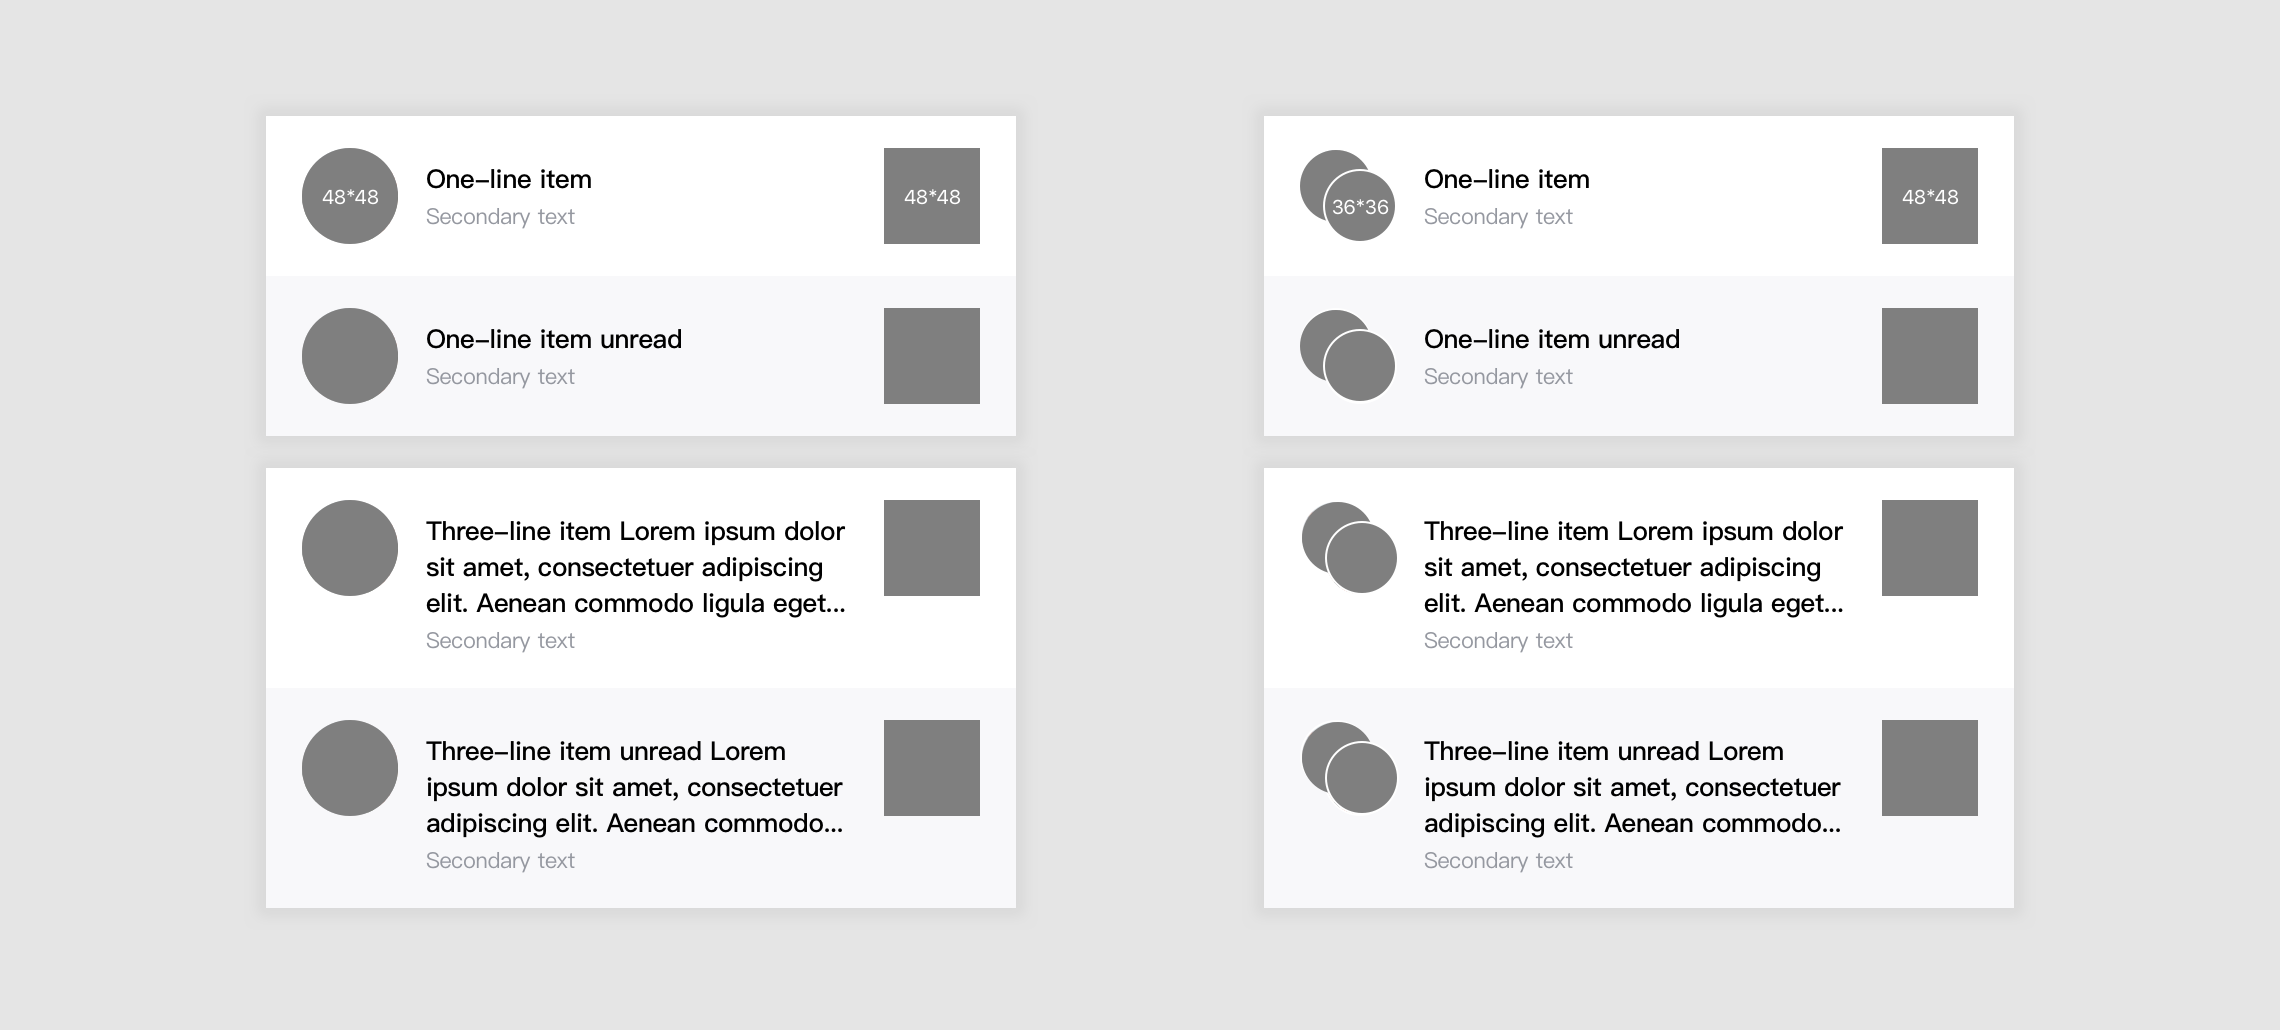 48*48
One–line item
Secondary text
48*48
One–line item unread
Secondary text
Three–line item Lorem ipsum dolor
sit amet, consectetuer adipiscing
elit. Aenean commodo ligula eget...
Secondary text
Three–line item unread Lorem
ipsum dolor sit amet, consectetuer
adipiscing elit. Aenean commodo...
Secondary text
36*36
One–line item
Secondary text
48*48
One–line item unread
Secondary text
Three–line item Lorem ipsum dolor
sit amet, consectetuer adipiscing
elit. Aenean commodo ligula eget...
Secondary text
Three–line item unread Lorem
ipsum dolor sit amet, consectetuer
adipiscing elit. Aenean commodo...
Secondary text